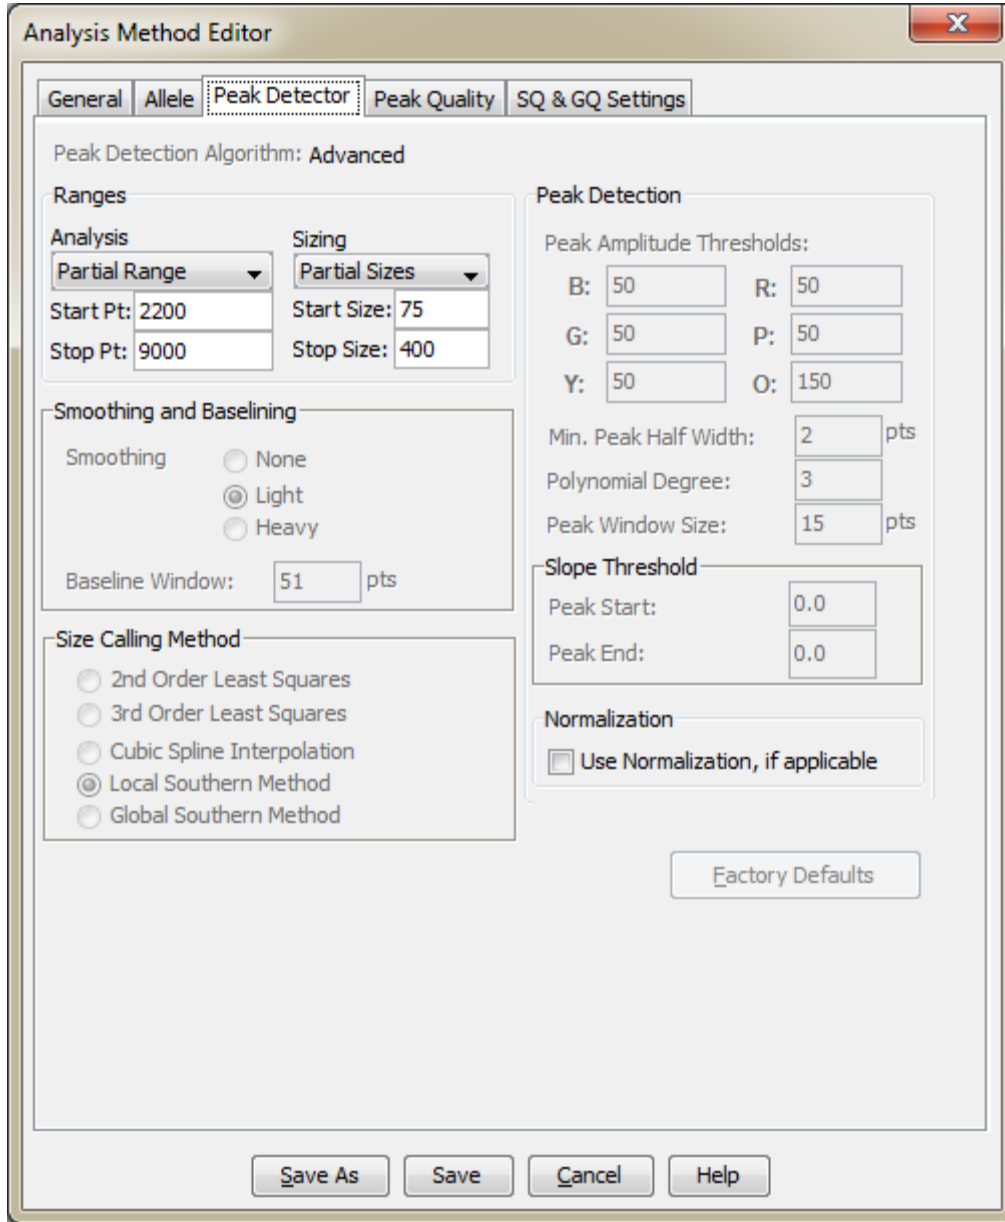 Analysis Method Editor
General Allele Peak Detector Peak Quality SQ & GQ Settings
Peak Detection Algorithm: Advanced
Ranges
Analysis
Partial Range
Start Pt: 2200
Stop Pt: 9000
Sizing
Partial Sizes
Start Size: 75
Stop Size: 400
Smoothing and Baselining
Smoothing
None
Light
Heavy
Baseline Window: 51 pts
Size Calling Method
2nd Order Least Squares
3rd Order Least Squares
Cubic Spline Interpolation
Local Southern Method
Global Southern Method
Peak Detection
Peak Amplitude Thresholds:
B: 50 R: 50
G: 50 P: 50
Y: 50 O: 150
Min. Peak Half Width: 2 pts
Polynomial Degree: 3
Peak Window Size: 15 pts
Slope Threshold
Peak Start: 0.0
Peak End: 0.0
Normalization
Use Normalization, if applicable
Factory Defaults
Save As Save Cancel Help